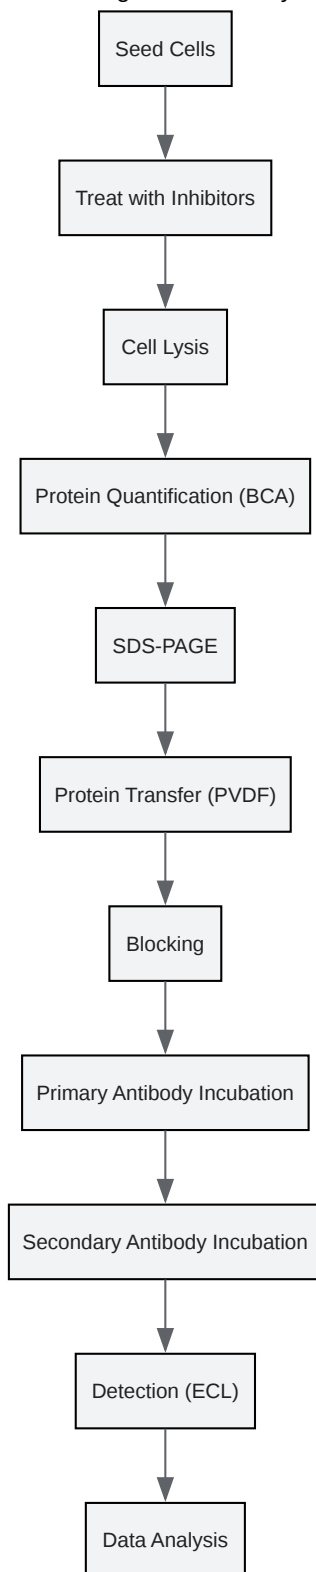 Seed Cells
Treat with Inhibitors
Cell Lysis
Protein Quantification (BCA)
SDS-PAGE
Protein Transfer (PVDF)
Blocking
Primary Antibody Incubation
Secondary Antibody Incubation
Detection (ECL)
Data Analysis